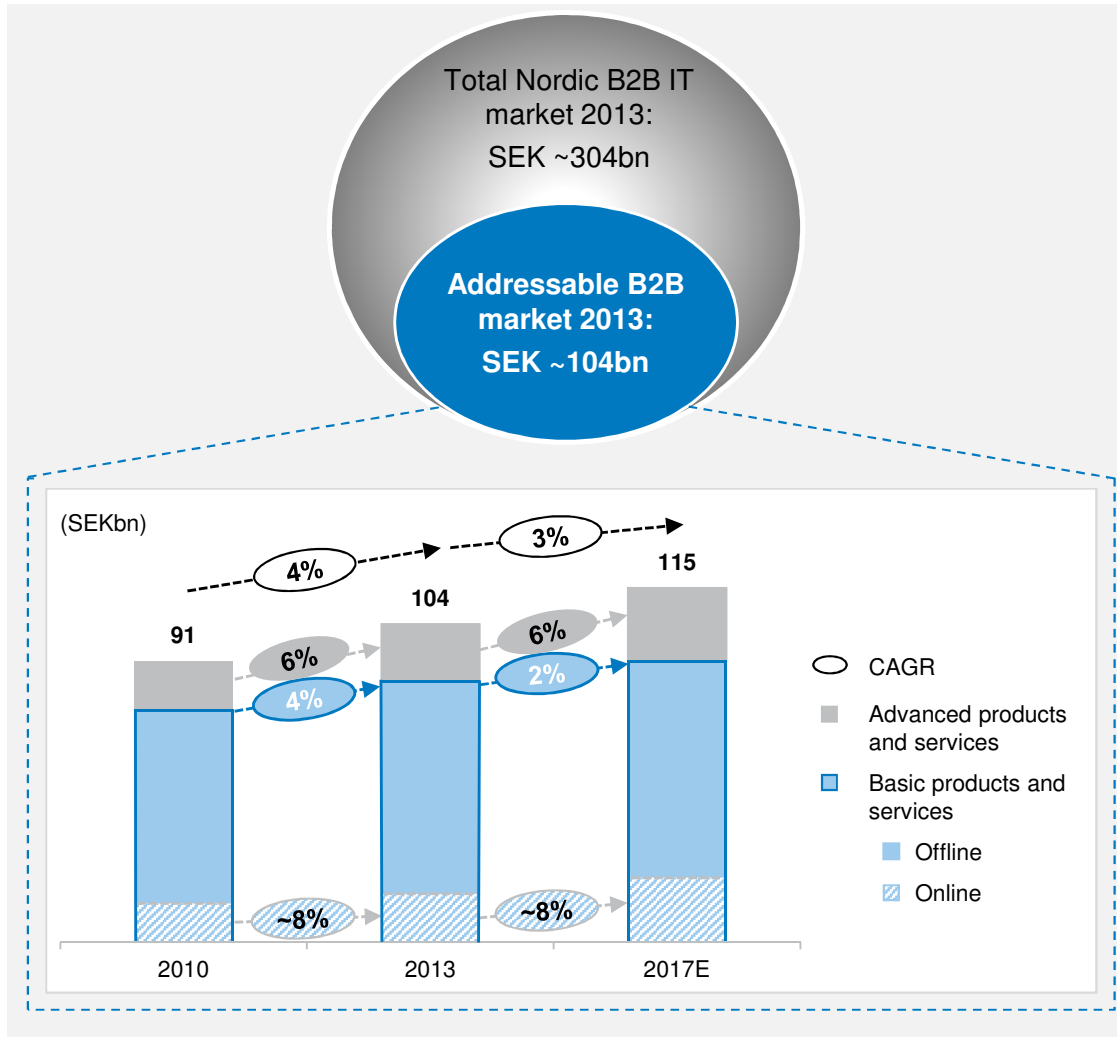 Total Nordic B2B IT
market 2013:
SEK ~304bn
Addressable B2B
market 2013:
SEK ~104bn
(SEKbn)
4%
3%
91
104
115
6%
6%
4%
2%
~8%
~8%
2010
2013
2017E
CAGR
Advanced products
and services
Basic products and
services
Offline
Online